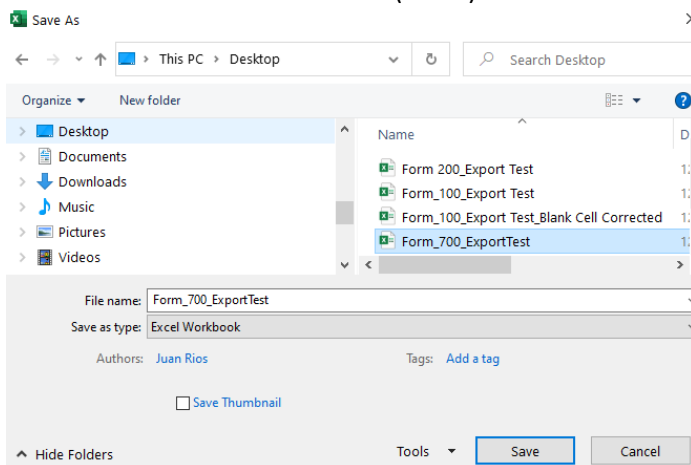 Save As
This PC > Desktop
Search Desktop
Organize
New folder
Desktop
Documents
Downloads
Music
Pictures
Videos
Name
D
Form 200_Export Test
Form_100_Export Test
Form_100_Export Test_Blank Cell Corrected
Form_700_ExportTest
File name: Form_700_ExportTest
Save as type: Excel Workbook
Authors: Juan Rios
Tags: Add a tag
Save Thumbnail
Hide Folders
Tools
Save
Cancel